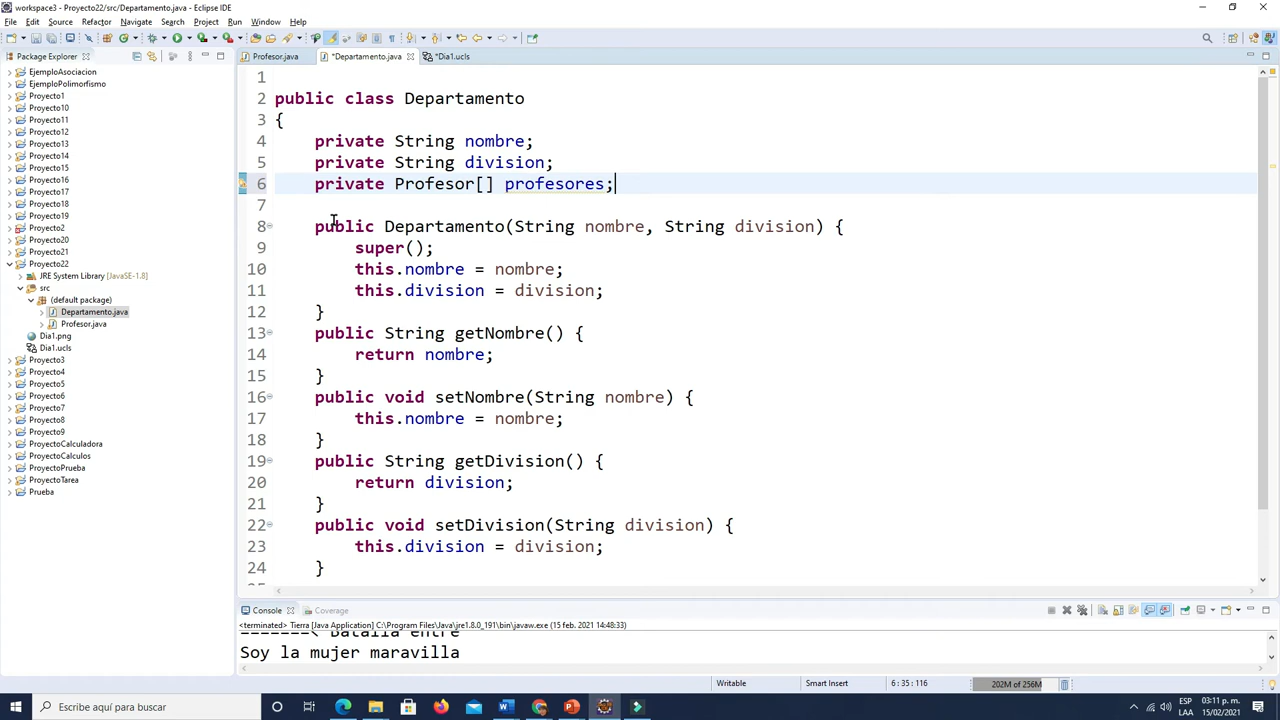 workspace3 - Proyecto22/src/Departamento.java - Eclipse IDE
File Edit Source Refactor Navigate Search Project Run Window Help
Package Explorer
Profesor.java *Departamento.java *Dia1.ucls
EjemploAsociacion
EjemploPolimorfismo
Proyecto1
Proyecto10
Proyecto11
Proyecto12
Proyecto13
Proyecto14
Proyecto15
Proyecto16
Proyecto17
Proyecto18
Proyecto19
Proyecto2
Proyecto20
Proyecto21
Proyecto22
JRE System Library [JavaSE-1.8]
src
(default package)
Departamento.java
Profesor.java
Dia1.png
Dia1.ucls
Proyecto3
Proyecto4
Proyecto5
Proyecto6
Proyecto7
Proyecto8
Proyecto9
ProyectoCalculadora
ProyectoCalculos
ProyectoPrueba
ProyectoTarea
Prueba
1
2 public class Departamento
3 {
4 private String nombre;
5 private String division;
6 private Profesor[] profesores;
7
8 public Departamento(String nombre, String division) {
9 super();
10 this.nombre = nombre;
11 this.division = division;
12 }
13 public String getNombre() {
14 return nombre;
15 }
16 public void setNombre(String nombre) {
17 this.nombre = nombre;
18 }
19 public String getDivision() {
20 return division;
21 }
22 public void setDivision(String division) {
23 this.division = division;
24 }
Console Coverage
<terminated> Tierra [Java Application] C:\Program Files\Java\jre1.8.0_191\bin\javaw.exe (15 feb. 2021 14:48:33)
=======< Batalla entre
Soy la mujer maravilla
Writable Smart Insert 6 : 35 : 116 202M of 256M
Escribe aquí para buscar
ESP 03:11 p. m.
LAA 15/02/2021